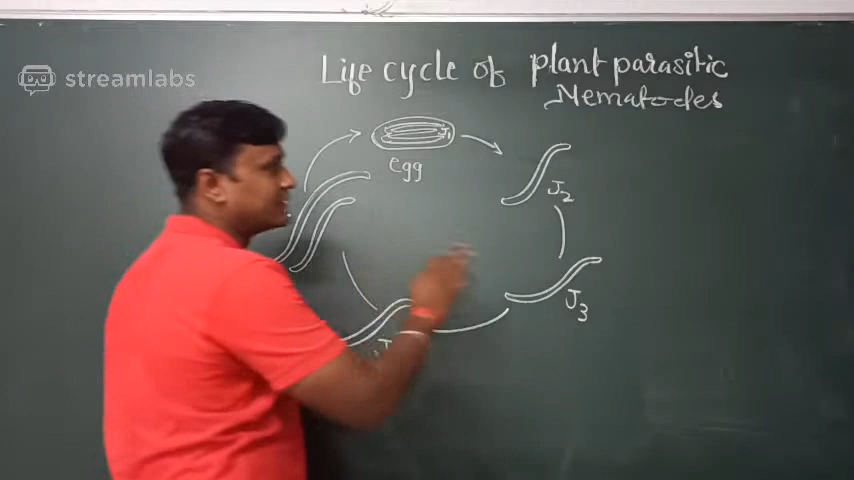 streamlabs
Life cycle of plant parasitic
Nematodes
egg
J2
J3
J